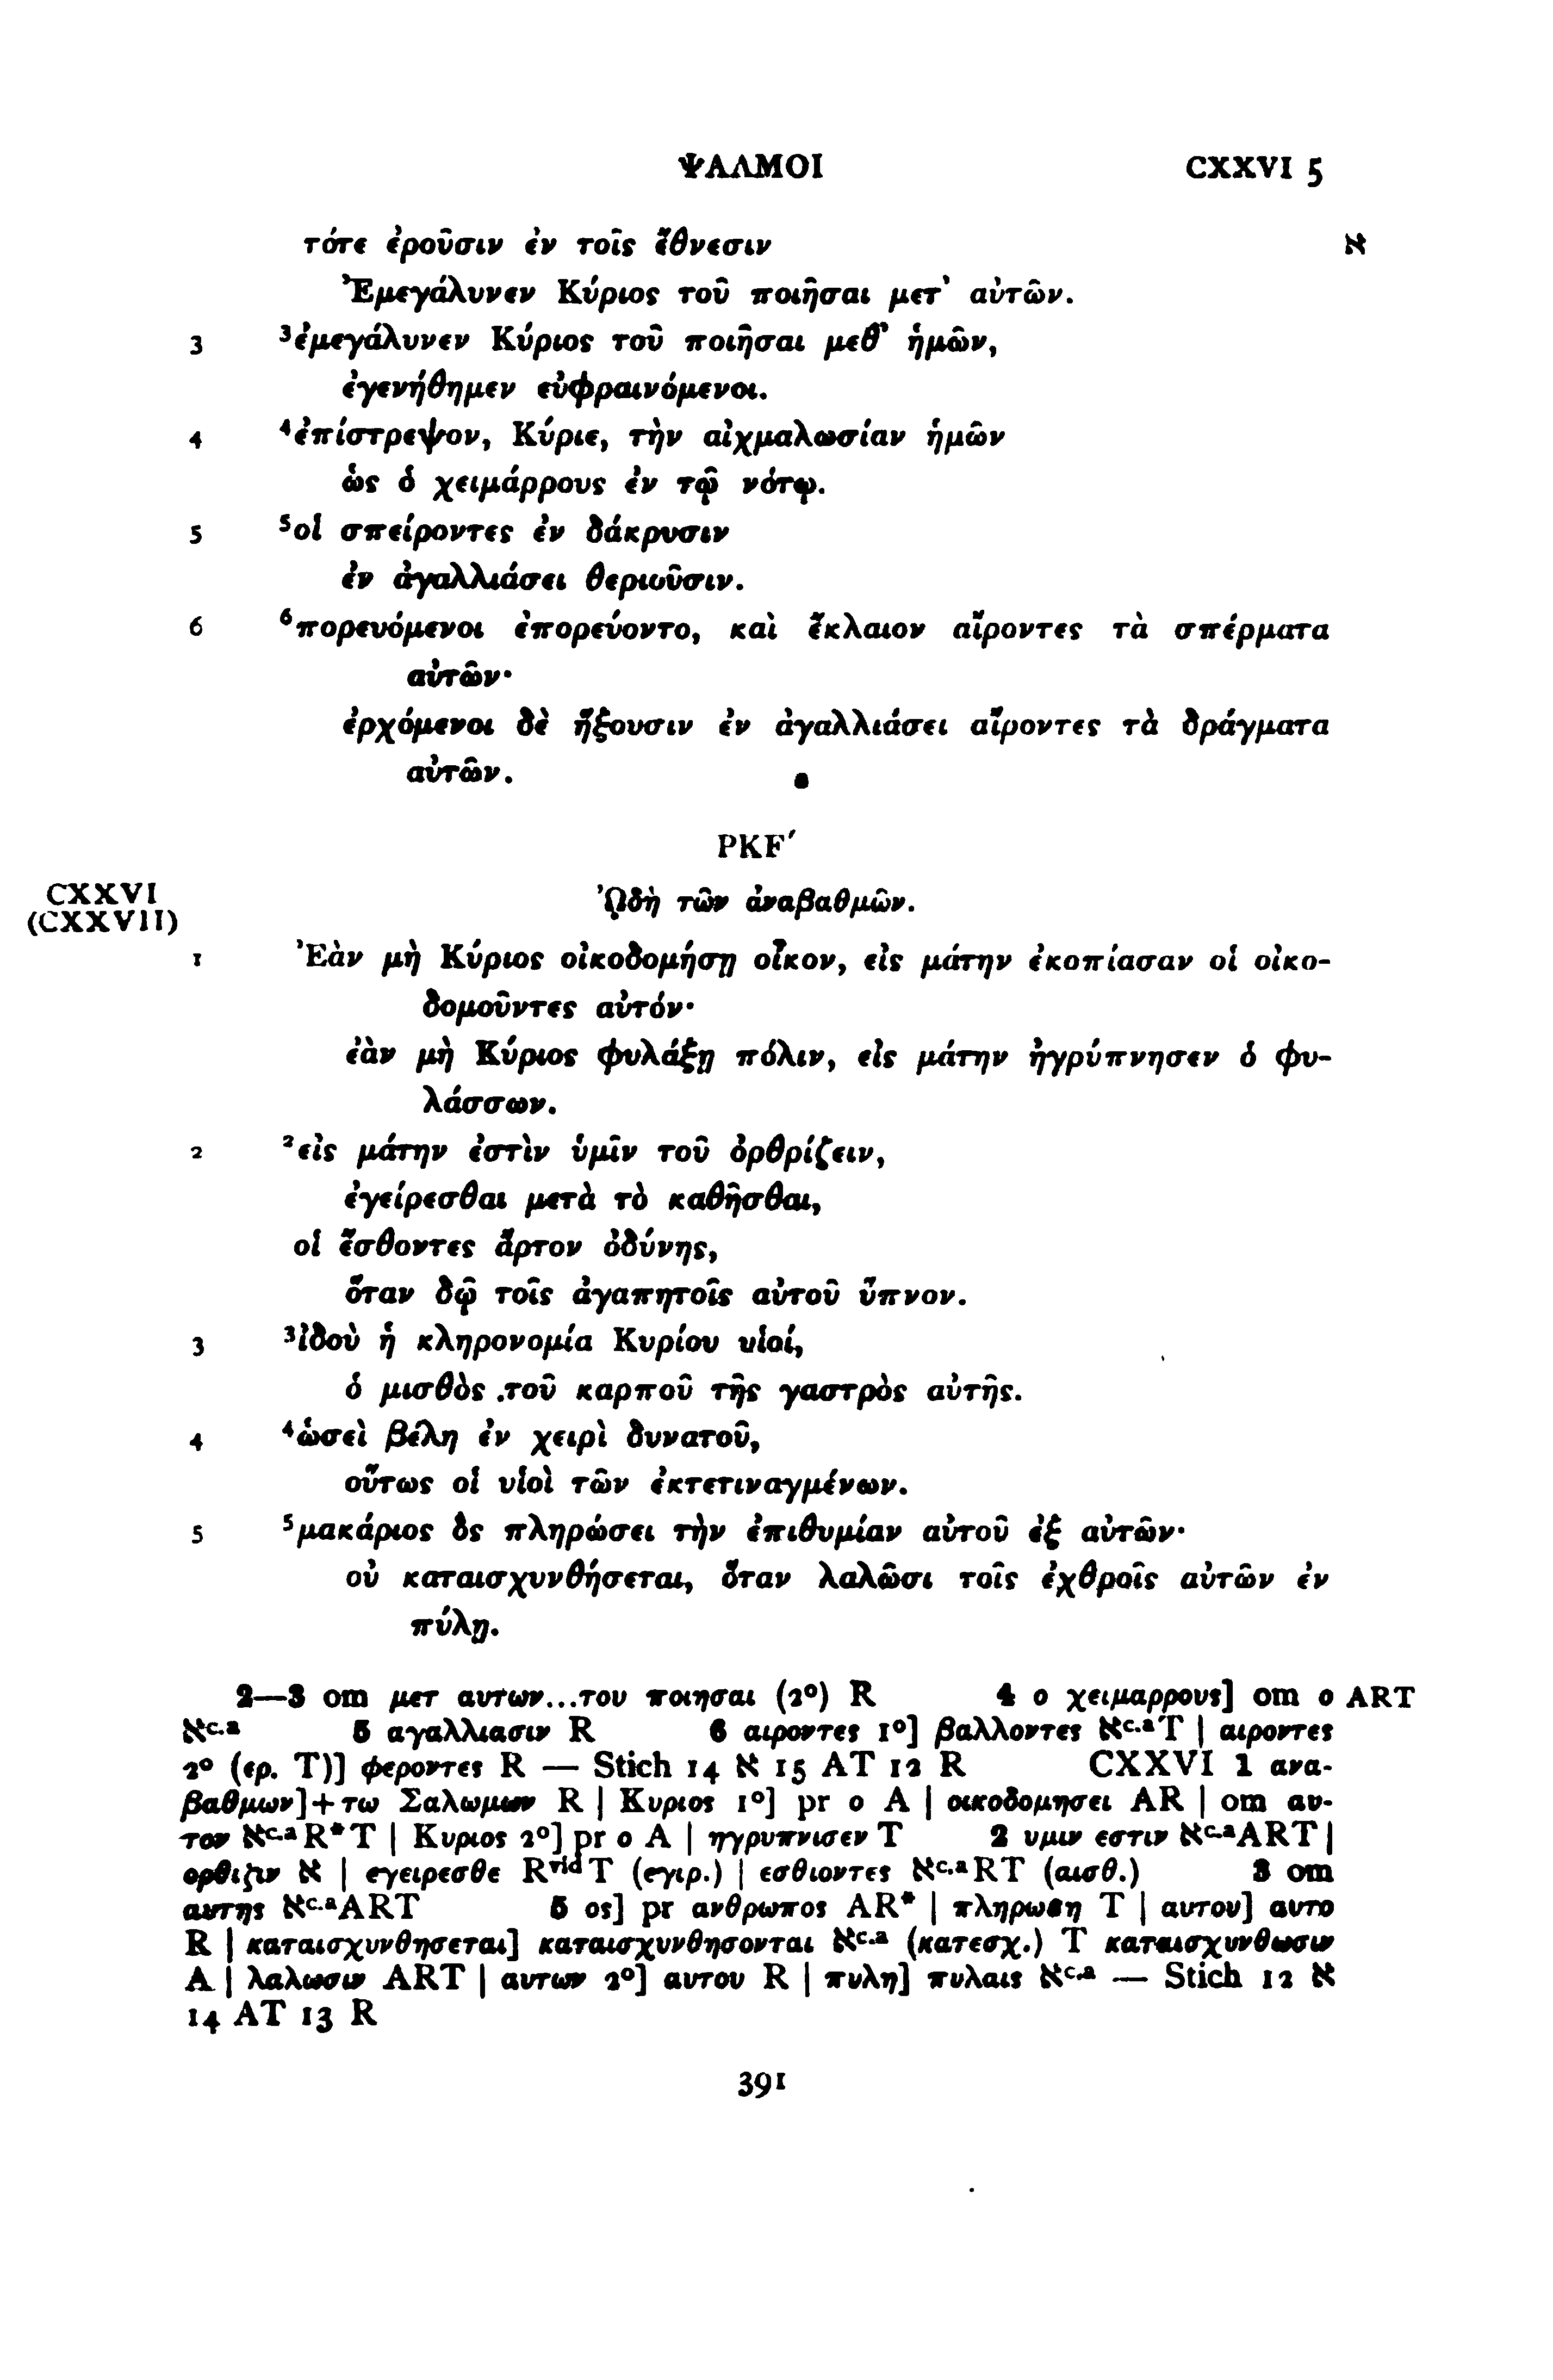 ΨΑΛΜΟΙ CXXVI 5
τότε ἐροῦσιν ἐν τοῖς ἔθνεσιν א
Ἐμεγάλυνεν Κύριος τοῦ ποιῆσαι μετ᾽ αὐτῶν.
3 ³ἐμεγάλυνεν Κύριος τοῦ ποιῆσαι μεθ᾽ ἡμῶν,
ἐγενήθημεν εὐφραινόμενοι.
4 ⁴ἐπίστρεψον, Κύριε, τὴν αἰχμαλωσίαν ἡμῶν
ὡς ὁ χειμάρρους ἐν τῷ νότῳ.
5 ⁵οἱ σπείροντες ἐν δάκρυσιν
ἐν ἀγαλλιάσει θεριοῦσιν.
6 ⁶πορευόμενοι ἐπορεύοντο, καὶ ἔκλαιον αἴροντες τὰ σπέρματα
αὐτῶν·
ἐρχόμενοι δὲ ἥξουσιν ἐν ἀγαλλιάσει αἴροντες τὰ δράγματα
αὐτῶν.
ΡΚϜ´
CXXVI
(CXXVII)
ᾨδὴ τῶν ἀναβαθμῶν.
1 Ἐὰν μὴ Κύριος οἰκοδομήσῃ οἶκον, εἰς μάτην ἐκοπίασαν οἱ οἰκο-
δομοῦντες αὐτόν·
ἐὰν μὴ Κύριος φυλάξῃ πόλιν, εἰς μάτην ἠγρύπνησεν ὁ φυ-
λάσσων.
2 ²εἰς μάτην ἐστὶν ὑμῖν τοῦ ὀρθρίζειν,
ἐγείρεσθαι μετὰ τὸ καθῆσθαι,
οἱ ἔσθοντες ἄρτον ὀδύνης,
ὅταν δῷ τοῖς ἀγαπητοῖς αὐτοῦ ὕπνον.
3 ³ἰδοὺ ἡ κληρονομία Κυρίου υἱοί,
ὁ μισθὸς .τοῦ καρποῦ τῆς γαστρὸς αὐτῆς.
4 ⁴ὡσεὶ βέλη ἐν χειρὶ δυνατοῦ,
οὕτως οἱ υἱοὶ τῶν ἐκτετιναγμένων.
5 ⁵μακάριος ὃς πληρώσει τὴν ἐπιθυμίαν αὐτοῦ ἐξ αὐτῶν·
οὐ καταισχυνθήσεται, ὅταν λαλῶσι τοῖς ἐχθροῖς αὐτῶν ἐν
πύλῃ.
2—3 om μετ αυτων...του ποιησαι (2°) R 4 ο χειμαρρους] om ο ART
א^c.a 5 αγαλλιασιν R 6 αιροντες 1°] βαλλοντες א^c.a T | αιροντες
2° (ερ. T)] φεροντες R — Stich 14 א 15 AT 12 R CXXVI 1 ανα-
βαθμων]+τω Σαλωμων R | Κυριος 1°] pr ο A | οικοδομησει AR | om αυ-
τον א^c.a R* T | Κυριος 2°] pr ο A | ηγρυπνισεν T 2 υμιν εστιν א^c.a ART |
ορθιζιν א | εγειρεσθε R^vid T (εγιρ.) | εσθιοντες א^c.a RT (αισθ.) 3 om
αυτης א^c.a ART 5 ος] pr ανθρωπος AR* | πληρωση T | αυτου] αυτο
R | καταισχυνθησεται] καταισχυνθησονται א^c.a (κατεσχ.) T καταισχυνθωσιν
A | λαλωσιν ART | αυτων 2°] αυτου R | πυλη] πυλαις א^c.a — Stich 12 א
14 AT 13 R
391